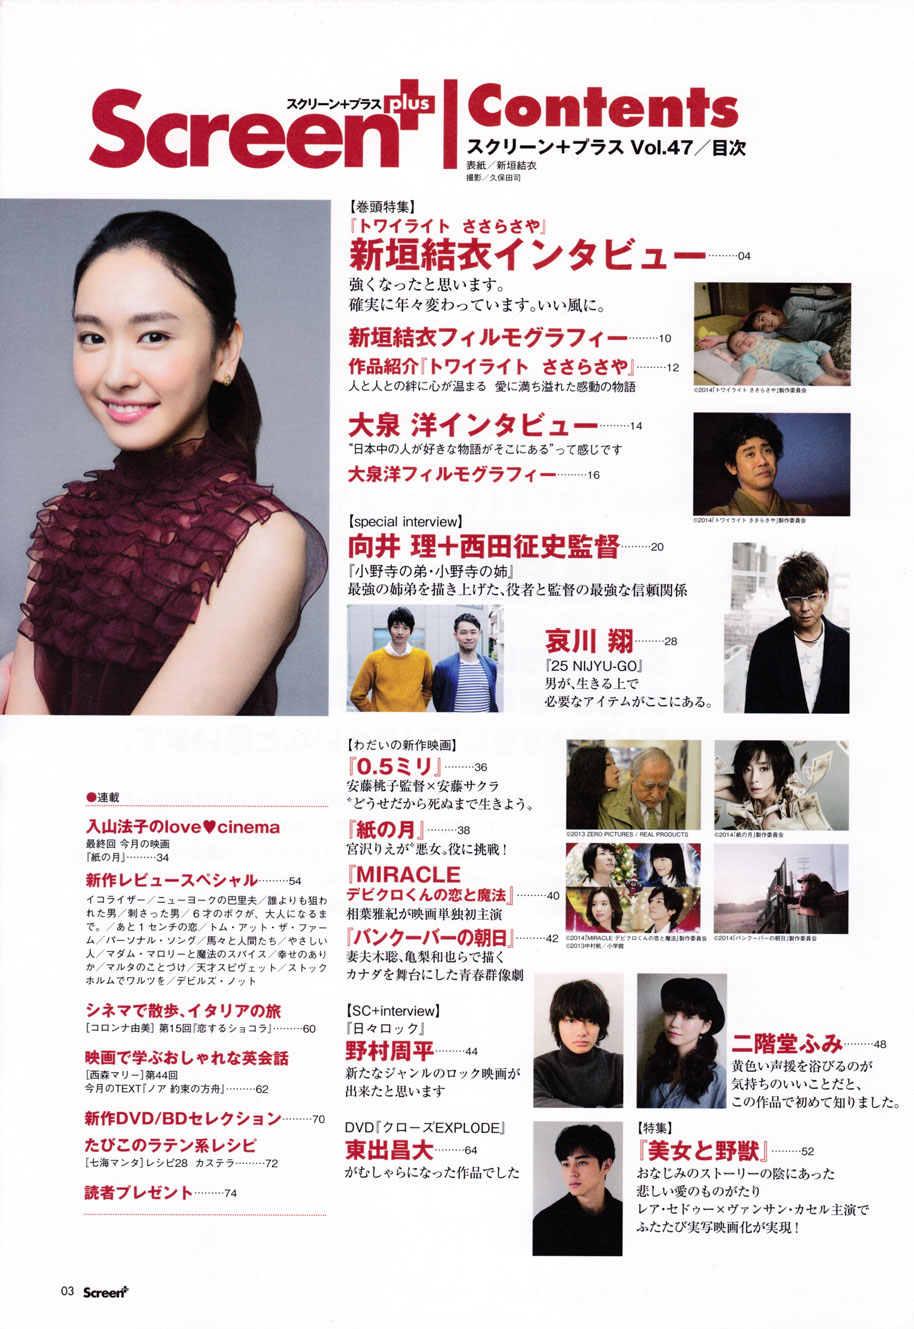 スクリーン＋プラス
Screen plus
Contents
スクリーン＋プラス Vol.47／目次
表紙／新垣結衣
撮影／久保田司
【巻頭特集】
『トワイライト ささらさや』
新垣結衣インタビュー………04
強くなったと思います。
確実に年々変わっています。いい風に。
新垣結衣フィルモグラフィー………10
作品紹介『トワイライト ささらさや』………12
人と人との絆に心が温まる 愛に満ち溢れた感動の物語
©2014「トワイライト ささらさや」製作委員会
大泉 洋インタビュー………14
“日本中の人が好きな物語がそこにある”って感じです
大泉洋フィルモグラフィー………16
©2014「トワイライト ささらさや」製作委員会
【special interview】
向井 理＋西田征史監督………20
『小野寺の弟・小野寺の姉』
最強の姉弟を描き上げた、役者と監督の最強な信頼関係
哀川 翔………28
『25 NIJYU-GO』
男が、生きる上で
必要なアイテムがここにある。
【わだいの新作映画】
『0.5ミリ』………36
安藤桃子監督×安藤サクラ
〝どうせだから死ぬまで生きよう〟
©2013 ZERO PICTURES / REAL PRODUCTS
©2014「紙の月」製作委員会
『紙の月』………38
宮沢りえが〝悪女〟役に挑戦！
『MIRACLE
デビクロくんの恋と魔法』………40
相葉雅紀が映画単独初主演
©2014「MIRACLE デビクロくんの恋と魔法」製作委員会
©2013中村航／小学館
©2014「バンクーバーの朝日」製作委員会
『バンクーバーの朝日』………42
妻夫木聡、亀梨和也らで描く
カナダを舞台にした青春群像劇
【SC+interview】
『日々ロック』
野村周平………44
新たなジャンルのロック映画が
出来たと思います
二階堂ふみ………48
黄色い声援を浴びるのが
気持ちのいいことだと、
この作品で初めて知りました。
DVD『クローズEXPLODE』
東出昌大………64
がむしゃらになった作品でした
【特集】
『美女と野獣』………52
おなじみのストーリーの陰にあった
悲しい愛のものがたり
レア・セドゥー×ヴァンサン・カセル主演で
ふたたび実写映画化が実現！
●連載
入山法子のlove♥cinema
最終回 今月の映画
『紙の月』………34
新作レビュースペシャル………54
イコライザー／ニューヨークの巴里夫／誰よりも狙わ
れた男／刺さった男／６才のボクが、大人になるま
で。／あと１センチの恋／トム・アット・ザ・ファー
ム／パーソナル・ソング／馬々と人間たち／やさしい
人／マダム・マロリーと魔法のスパイス／幸せのあり
か／マルタのことづけ／天才スピヴェット／ストック
ホルムでワルツを／デビルズ・ノット
シネマで散歩、イタリアの旅
［コロンナ由美］第15回『恋するショコラ』………60
映画で学ぶおしゃれな英会話
［西森マリー］第44回
今月のTEXT『ノア 約束の方舟』………62
新作DVD/BDセレクション………70
たびこのラテン系レシピ
［七海マンタ］レシピ28 カステラ………72
読者プレゼント………74
03 Screen+